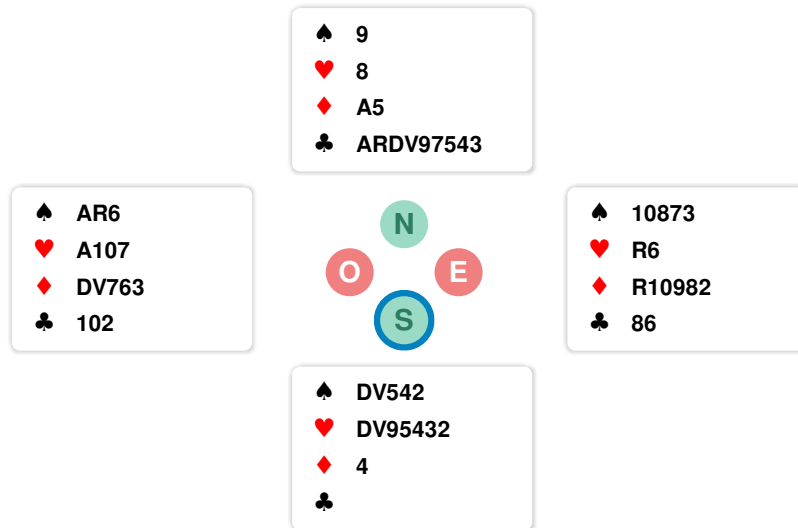 ♠ 9
♥ 8
♦ A5
♣ ARDV97543
♠ AR6
♥ A107
♦ DV763
♣ 102
N
O E
S
♠ 10873
♥ R6
♦ R10982
♣ 86
♠ DV542
♥ DV95432
♦ 4
♣